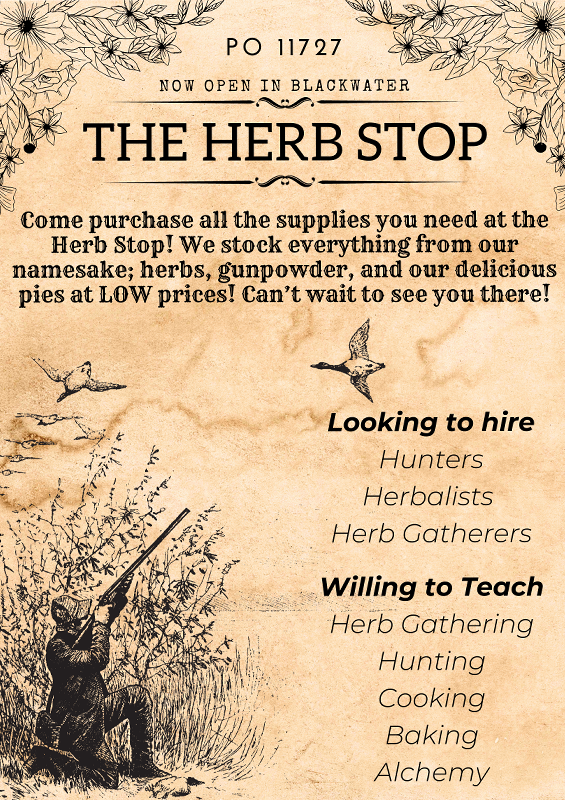 PO 11727
NOW OPEN IN BLACKWATER
THE HERB STOP
Come purchase all the supplies you need at the
Herb Stop! We stock everything from our
namesake; herbs, gunpowder, and our delicious
pies at LOW prices! Can't wait to see you there!
Looking to hire
Hunters
Herbalists
Herb Gatherers
Willing to Teach
Herb Gathering
Hunting
Cooking
Baking
Alchemy